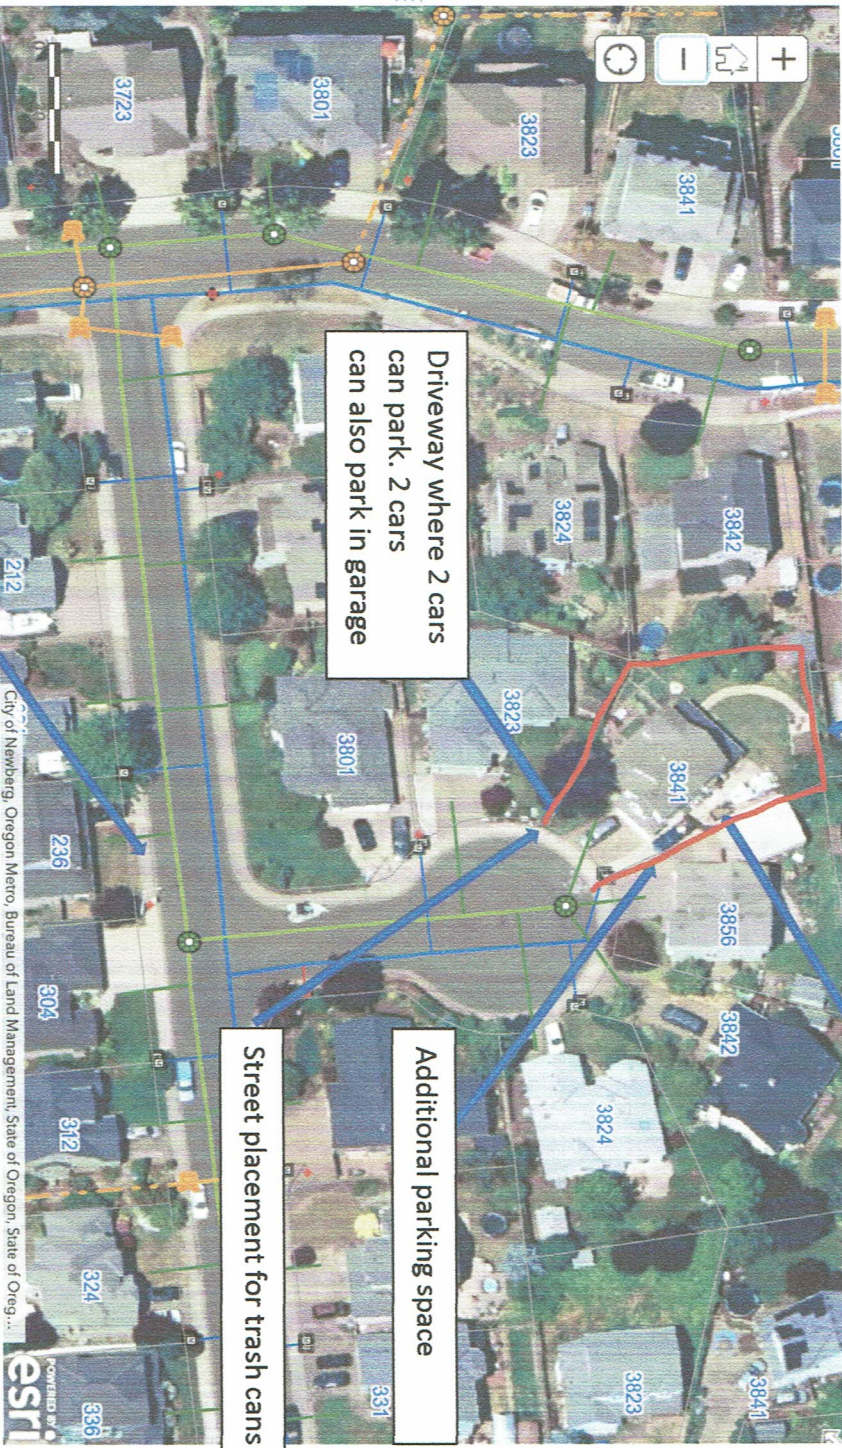 +
−
3841
3842
3842
3841
3841
3856
3823
3824
3824
3823
3823
Driveway where 2 cars
can park. 2 cars
can also park in garage
Additional parking space
3801
3801
331
Street placement for trash cans
3723
212
236
304
312
324
336
City of Newberg, Oregon Metro, Bureau of Land Management, State of Oregon, State of Oreg...
POWERED BY
esri